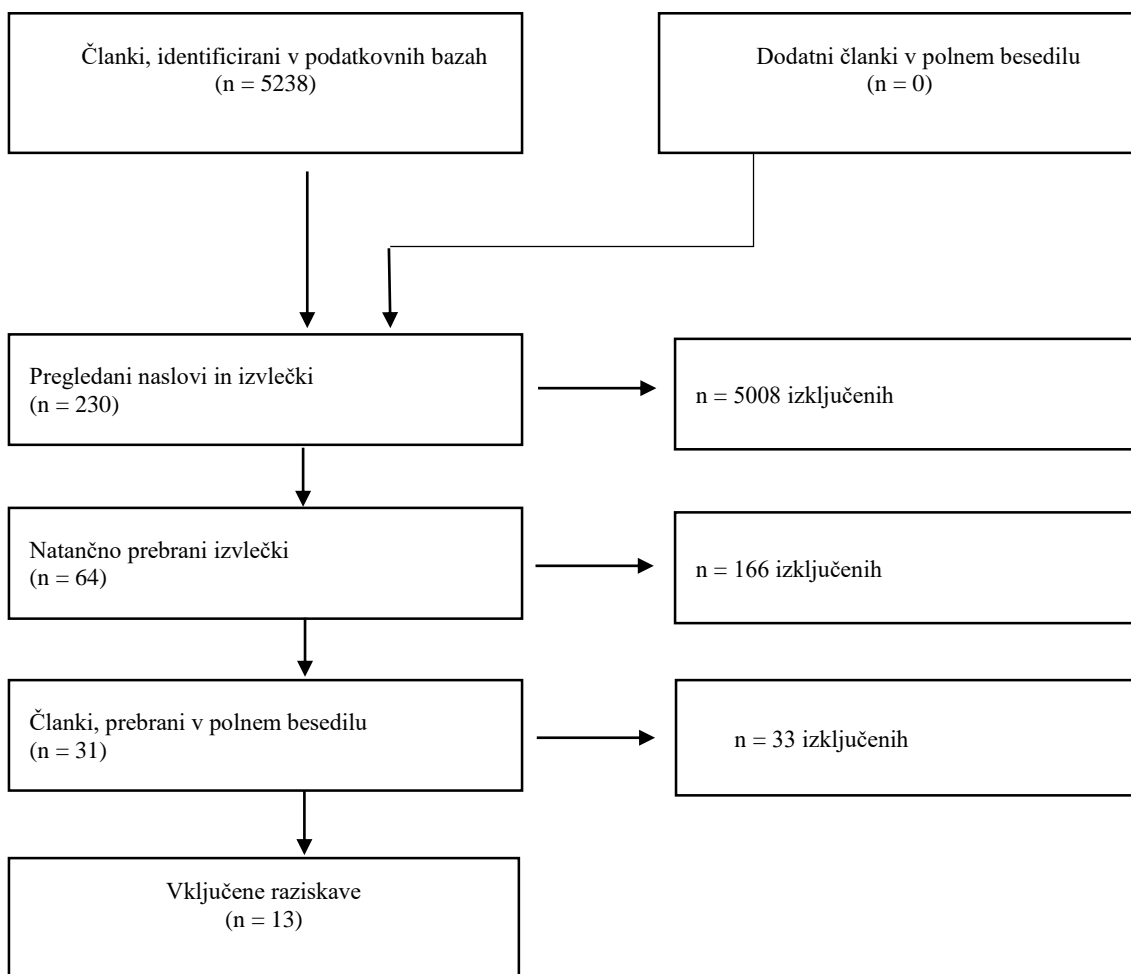 Članki, identificirani v podatkovnih bazah
(n = 5238)
Dodatni članki v polnem besedilu
(n = 0)
Pregledani naslovi in izvlečki
(n = 230)
n = 5008 izključenih
Natančno prebrani izvlečki
(n = 64)
n = 166 izključenih
Članki, prebrani v polnem besedilu
(n = 31)
n = 33 izključenih
Vključene raziskave
(n = 13)